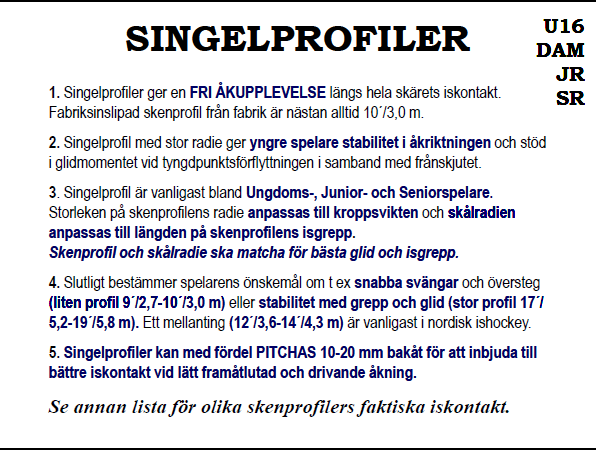 SINGELPROFILER
U16
DAM
JR
SR
1. Singelprofiler ger en FRI ÅKUPPLEVELSE längs hela skärets iskontakt.
Fabriksinslipad skenprofil från fabrik är nästan alltid 10´/3,0 m.
2. Singelprofil med stor radie ger yngre spelare stabilitet i åkriktningen och stöd
i glidmomentet vid tyngdpunktsförflyttningen i samband med frånskjutet.
3. Singelprofil är vanligast bland Ungdoms-, Junior- och Seniorspelare.
Storleken på skenprofilens radie anpassas till kroppsvikten och skålradien
anpassas till längden på skenprofilens isgrepp.
Skenprofil och skålradie ska matcha för bästa glid och isgrepp.
4. Slutligt bestämmer spelarens önskemål om t ex snabba svängar och översteg
(liten profil 9´/2,7-10´/3,0 m) eller stabilitet med grepp och glid (stor profil 17´/
5,2-19´/5,8 m). Ett mellanting (12´/3,6-14´/4,3 m) är vanligast i nordisk ishockey.
5. Singelprofiler kan med fördel PITCHAS 10-20 mm bakåt för att inbjuda till
bättre iskontakt vid lätt framåtlutad och drivande åkning.
Se annan lista för olika skenprofilers faktiska iskontakt.